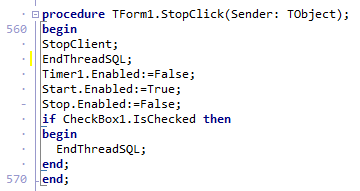 procedure TForm1.StopClick(Sender: TObject);
560 begin
StopClient;
EndThreadSQL;
Timer1.Enabled:=False;
Start.Enabled:=True;
Stop.Enabled:=False;
if CheckBox1.IsChecked then
begin
EndThreadSQL;
end;
570 end;